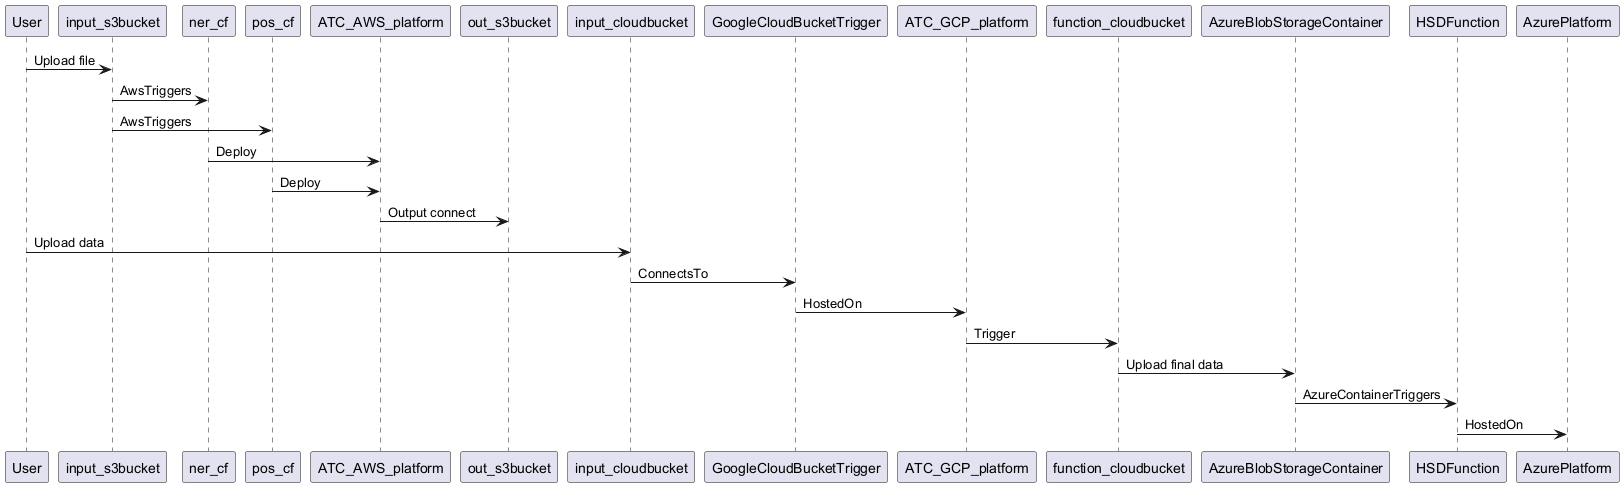 User input_s3bucket ner_cf pos_cf ATC_AWS_platform out_s3bucket input_cloudbucket GoogleCloudBucketTrigger ATC_GCP_platform function_cloudbucket AzureBlobStorageContainer HSDFunction AzurePlatform
Upload file
AwsTriggers
AwsTriggers
Deploy
Deploy
Output connect
Upload data
ConnectsTo
HostedOn
Trigger
Upload final data
AzureContainerTriggers
HostedOn
User input_s3bucket ner_cf pos_cf ATC_AWS_platform out_s3bucket input_cloudbucket GoogleCloudBucketTrigger ATC_GCP_platform function_cloudbucket AzureBlobStorageContainer HSDFunction AzurePlatform